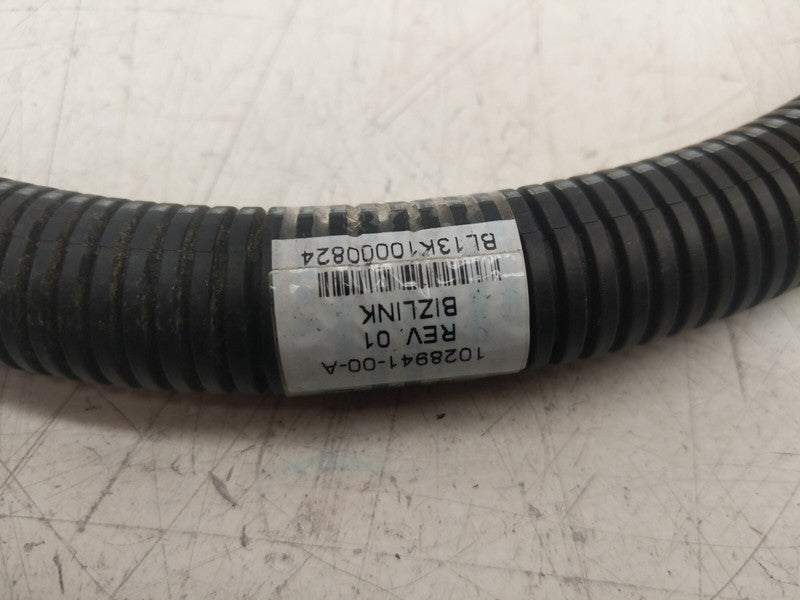 1028941-00-A
REV. 01
BIZLINK
BL13K10000824